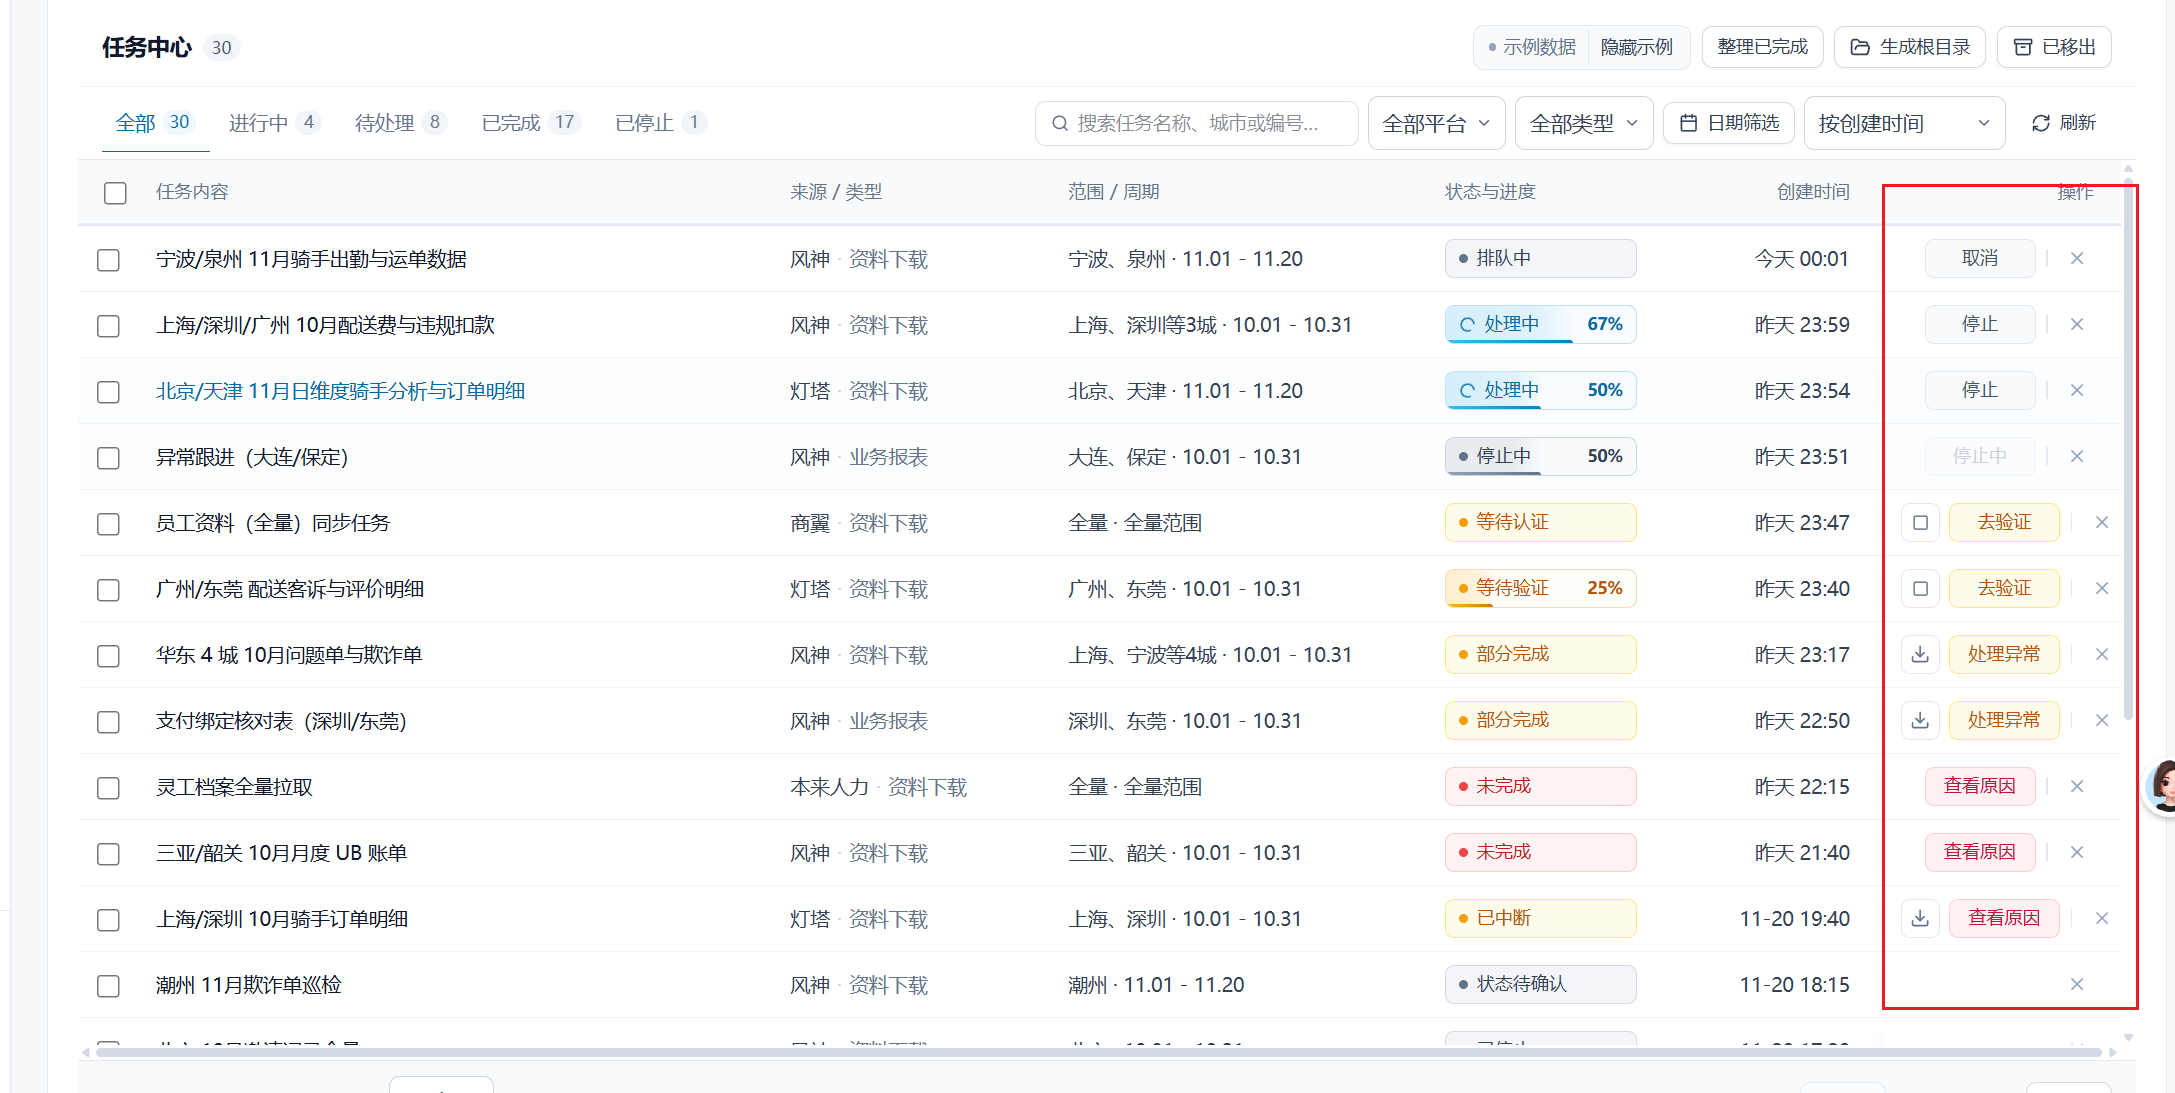 任务中心 30
示例数据 隐藏示例 整理已完成 生成根目录 已移出
全部 30 进行中 4 待处理 8 已完成 17 已停止 1
搜索任务名称、城市或编号... 全部平台 全部类型 日期筛选 按创建时间 刷新
任务内容 来源 / 类型 范围 / 周期 状态与进度 创建时间 操作
宁波/泉州 11月骑手出勤与运单数据 风神 · 资料下载 宁波、泉州 · 11.01 - 11.20 排队中 今天 00:01 取消
上海/深圳/广州 10月配送费与违规扣款 风神 · 资料下载 上海、深圳等3城 · 10.01 - 10.31 处理中 67% 昨天 23:59 停止
北京/天津 11月日维度骑手分析与订单明细 灯塔 · 资料下载 北京、天津 · 11.01 - 11.20 处理中 50% 昨天 23:54 停止
异常跟进（大连/保定） 风神 · 业务报表 大连、保定 · 10.01 - 10.31 停止中 50% 昨天 23:51 停止中
员工资料（全量）同步任务 商翼 · 资料下载 全量 · 全量范围 等待认证 昨天 23:47 去验证
广州/东莞 配送客诉与评价明细 灯塔 · 资料下载 广州、东莞 · 10.01 - 10.31 等待验证 25% 昨天 23:40 去验证
华东 4 城 10月问题单与欺诈单 风神 · 资料下载 上海、宁波等4城 · 10.01 - 10.31 部分完成 昨天 23:17 处理异常
支付绑定核对表（深圳/东莞） 风神 · 业务报表 深圳、东莞 · 10.01 - 10.31 部分完成 昨天 22:50 处理异常
灵工档案全量拉取 本来人力 · 资料下载 全量 · 全量范围 未完成 昨天 22:15 查看原因
三亚/韶关 10月月度 UB 账单 风神 · 资料下载 三亚、韶关 · 10.01 - 10.31 未完成 昨天 21:40 查看原因
上海/深圳 10月骑手订单明细 灯塔 · 资料下载 上海、深圳 · 10.01 - 10.31 已中断 11-20 19:40 查看原因
潮州 11月欺诈单巡检 风神 · 资料下载 潮州 · 11.01 - 11.20 状态待确认 11-20 18:15